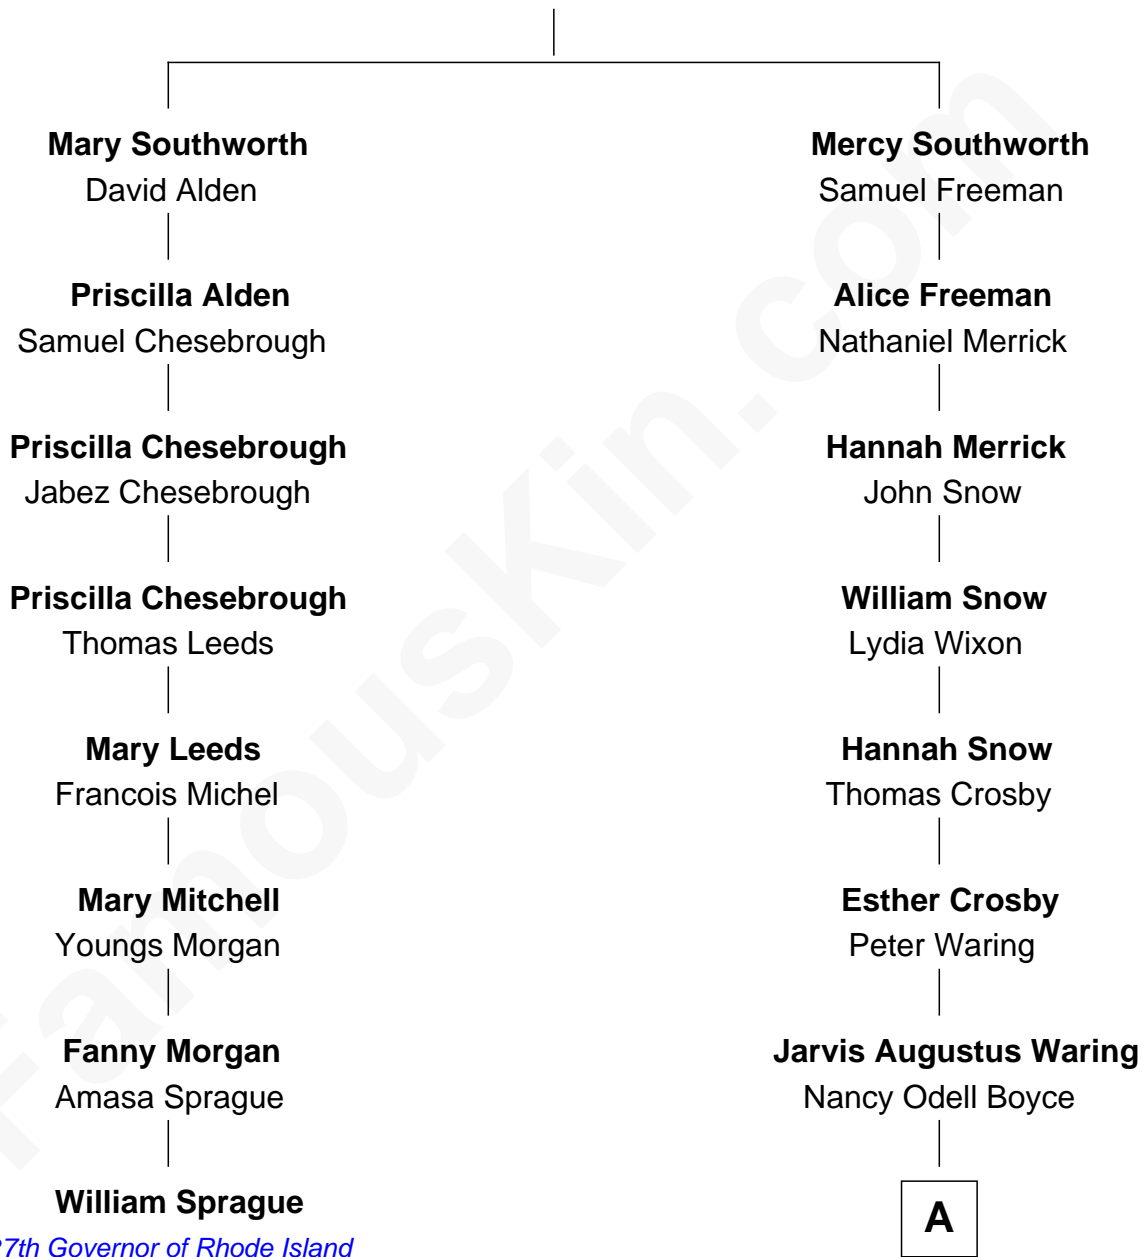 Mary Southworth
David Alden
Mercy Southworth
Samuel Freeman
Priscilla Alden
Samuel Chesebrough
Alice Freeman
Nathaniel Merrick
Priscilla Chesebrough
Jabez Chesebrough
Hannah Merrick
John Snow
Priscilla Chesebrough
Thomas Leeds
William Snow
Lydia Wixon
Mary Leeds
Francois Michel
Hannah Snow
Thomas Crosby
Mary Mitchell
Youngs Morgan
Esther Crosby
Peter Waring
Fanny Morgan
Amasa Sprague
Jarvis Augustus Waring
Nancy Odell Boyce
William Sprague
27th Governor of Rhode Island
A
FamousKin.com